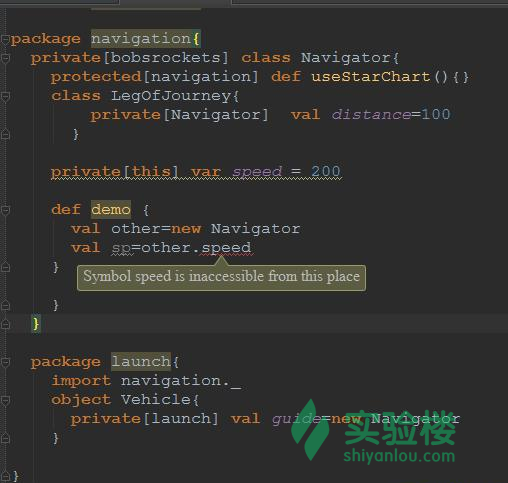 package navigation{
private[bobsrockets] class Navigator{
protected[navigation] def useStarChart(){}
class LegOfJourney{
private[Navigator] val distance=100
}
private[this] var speed = 200
def demo {
val other=new Navigator
val sp=other.speed
}
Symbol speed is inaccessible from this place
}
}
package launch{
import navigation._
object Vehicle{
private[launch] val guide=new Navigator
}
}
实验楼
shiyanlou.com